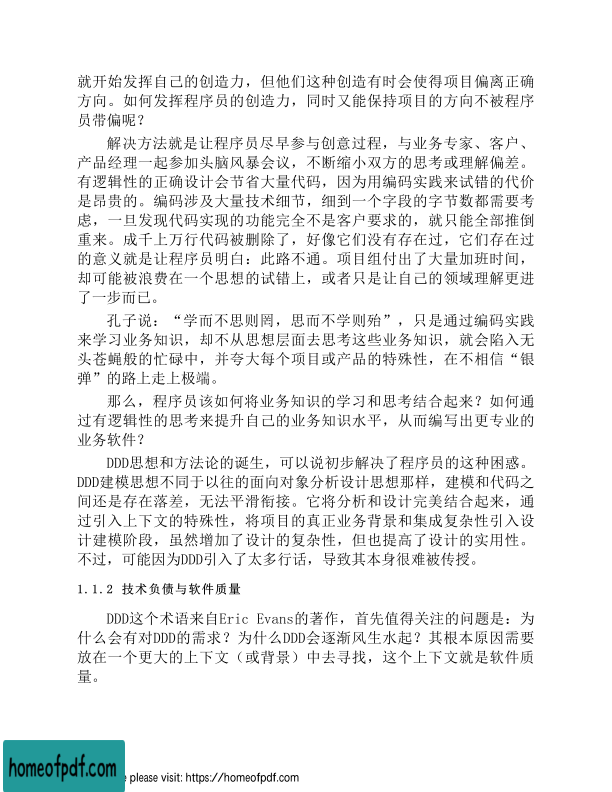 就开始发挥自己的创造力，但他们这种创造有时会使得项目偏离正确
方向。如何发挥程序员的创造力，同时又能保持项目的方向不被程序
员带偏呢？
解决方法就是让程序员尽早参与创意过程，与业务专家、客户、
产品经理一起参加头脑风暴会议，不断缩小双方的思考或理解偏差。
有逻辑性的正确设计会节省大量代码，因为用编码实践来试错的代价
是昂贵的。编码涉及大量技术细节，细到一个字段的字节数都需要考
虑，一旦发现代码实现的功能完全不是客户要求的，就只能全部推倒
重来。成千上万行代码被删除了，好像它们没有存在过，它们存在过
的意义就是让程序员明白：此路不通。项目组付出了大量加班时间，
却可能被浪费在一个思想的试错上，或者只是让自己的领域理解更进
了一步而已。
孔子说：“学而不思则罔，思而不学则殆”，只是通过编码实践
来学习业务知识，却不从思想层面去思考这些业务知识，就会陷入无
头苍蝇般的忙碌中，并夸大每个项目或产品的特殊性，在不相信“银
弹”的路上走上极端。
那么，程序员该如何将业务知识的学习和思考结合起来？如何通
过有逻辑性的思考来提升自己的业务知识水平，从而编写出更专业的
业务软件？
DDD思想和方法论的诞生，可以说初步解决了程序员的这种困惑。
DDD建模思想不同于以往的面向对象分析设计思想那样，建模和代码之
间还是存在落差，无法平滑衔接。它将分析和设计完美结合起来，通
过引入上下文的特殊性，将项目的真正业务背景和集成复杂性引入设
计建模阶段，虽然增加了设计的复杂性，但也提高了设计的实用性。
不过，可能因为DDD引入了太多行话，导致其本身很难被传授。
1.1.2 技术负债与软件质量
DDD这个术语来自Eric Evans的著作，首先值得关注的问题是：为
什么会有对DDD的需求？为什么DDD会逐渐风生水起？其根本原因需要
放在一个更大的上下文（或背景）中去寻找，这个上下文就是软件质
量。
homeofpdf.com
please visit: https://homeofpdf.com